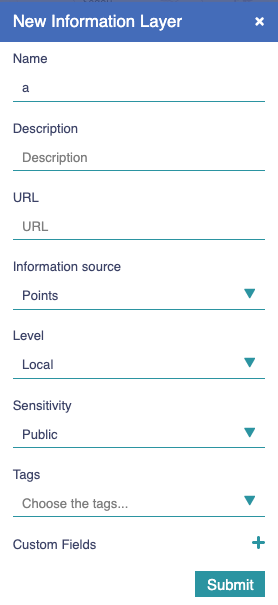 New Information Layer ×
Name
a
Description
Description
URL
URL
Information source
Points
Level
Local
Sensitivity
Public
Tags
Choose the tags...
Custom Fields +
Submit